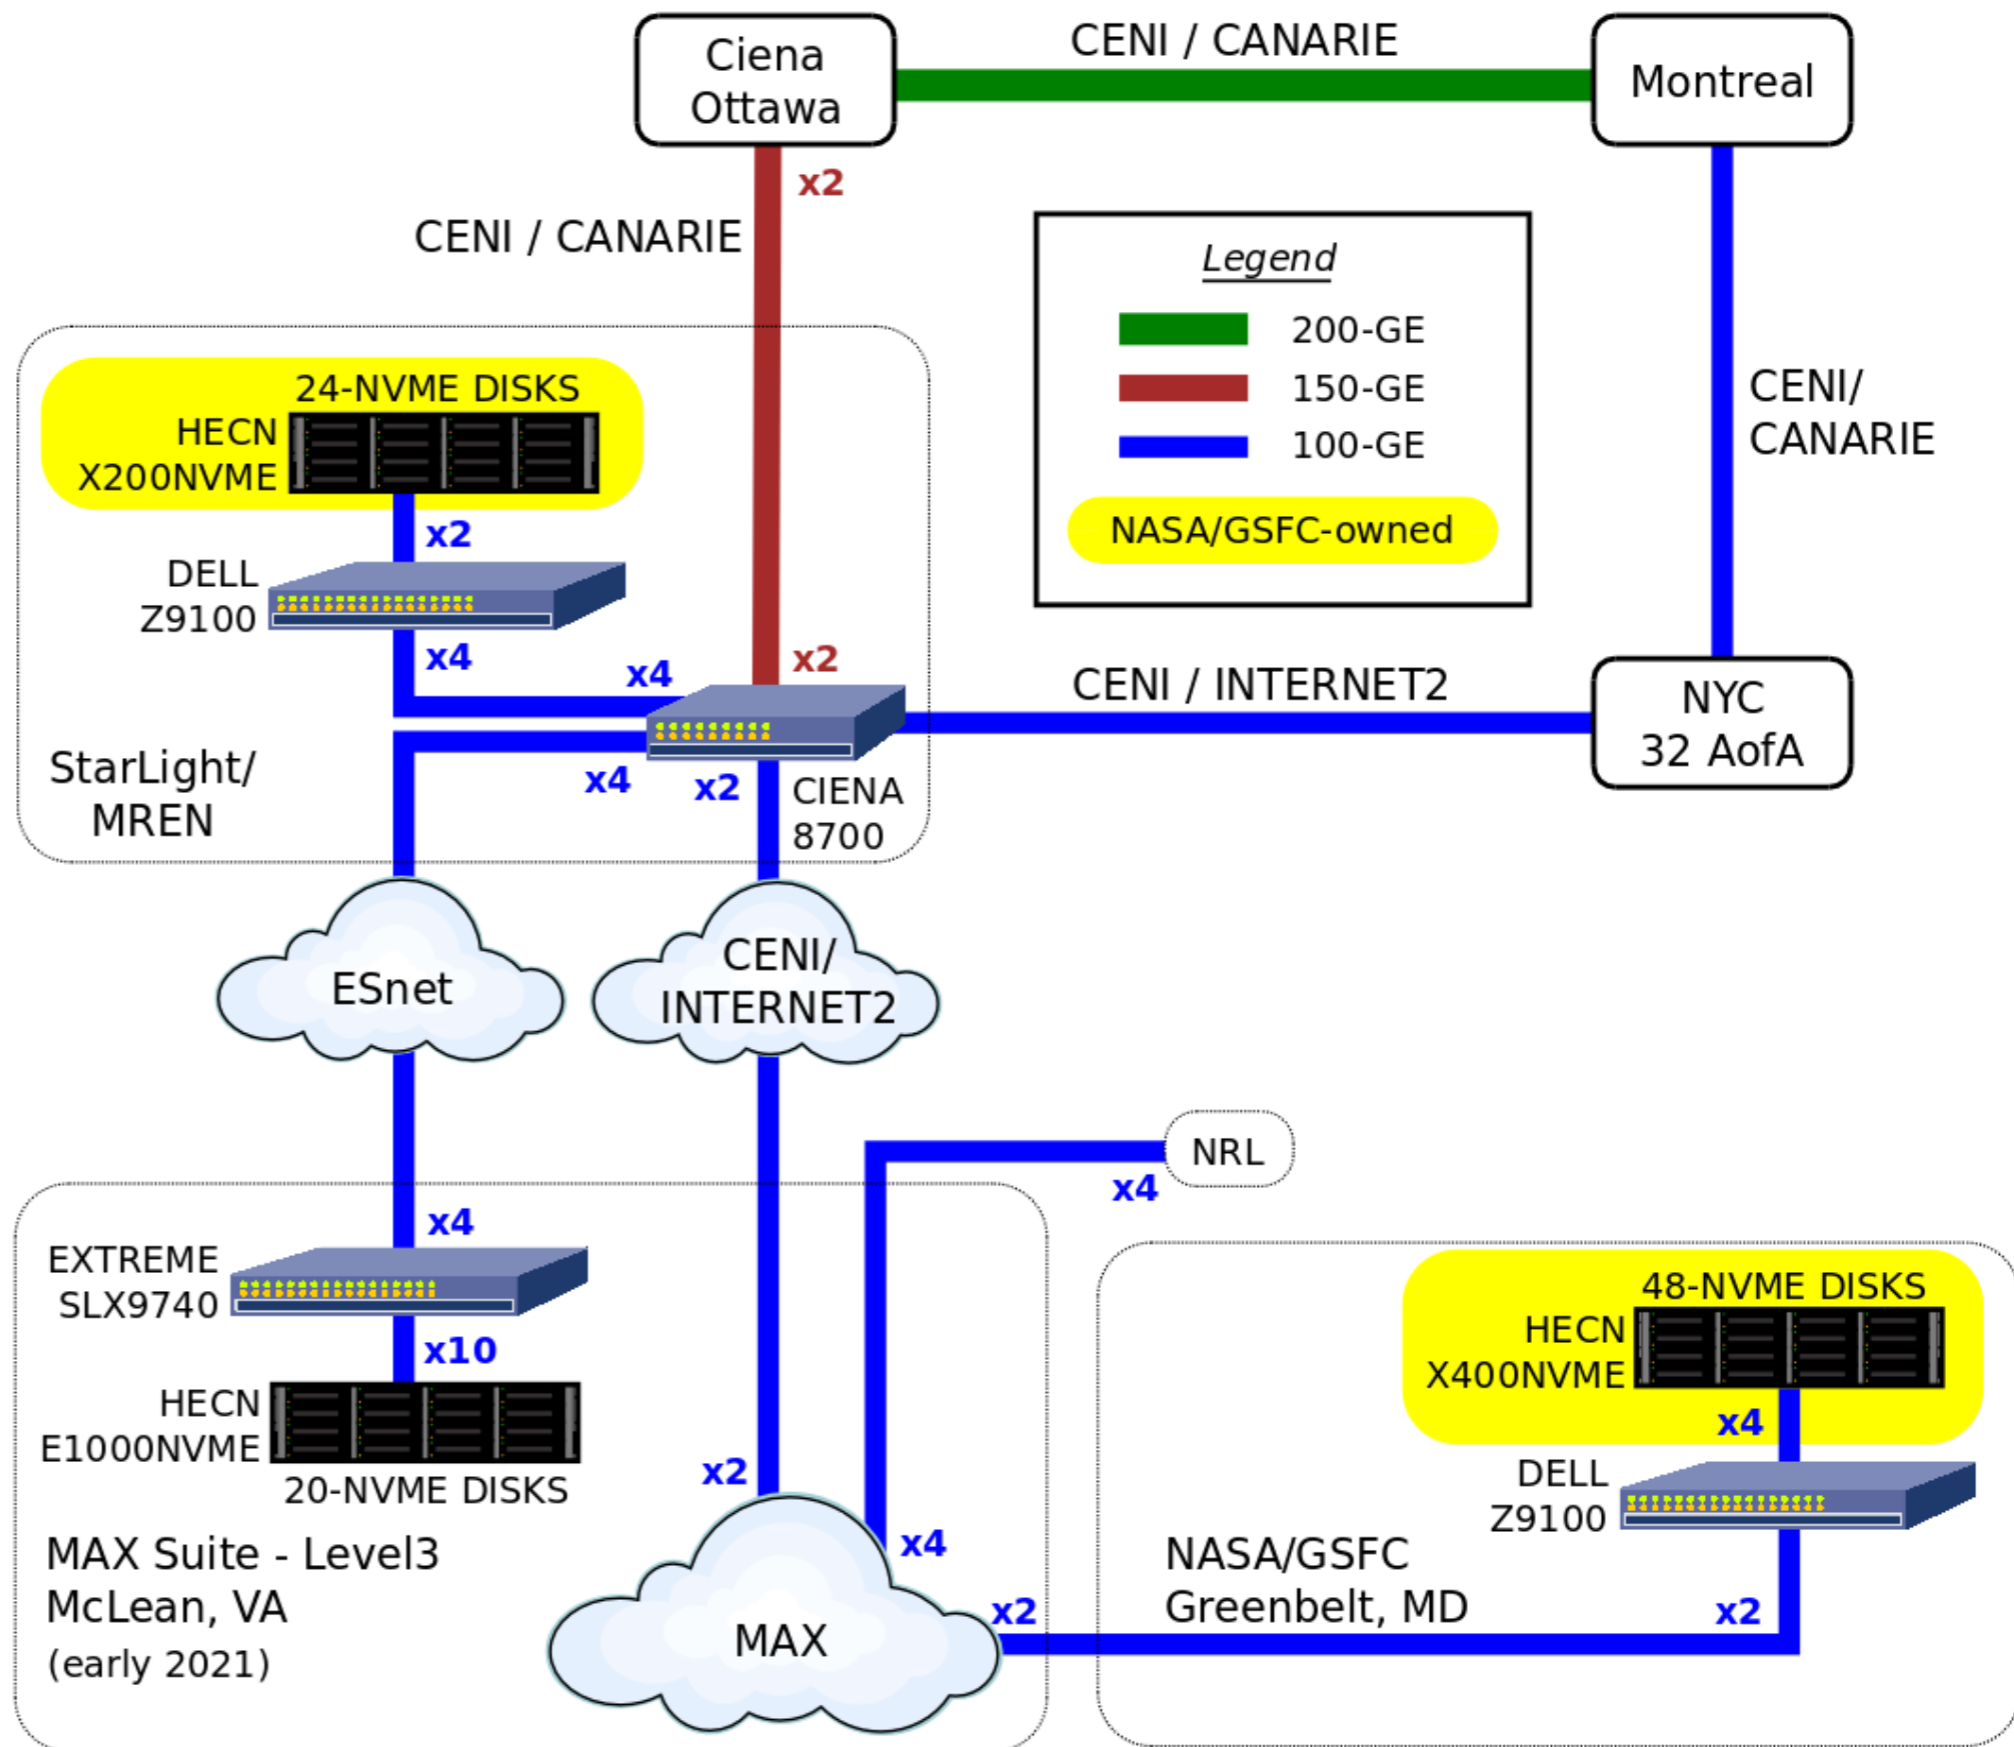 Ciena
Ottawa
CENI / CANARIE
Montreal
x2
CENI / CANARIE
Legend
200-GE
150-GE
100-GE
NASA/GSFC-owned
CENI/
CANARIE
24-NVME DISKS
HECN
X200NVME
x2
DELL
Z9100
x4
x4
x2
CENI / INTERNET2
NYC
32 AofA
StarLight/
MREN
x4
x2
CIENA
8700
ESnet
CENI/
INTERNET2
NRL
x4
x4
EXTREME
SLX9740
x10
HECN
E1000NVME
20-NVME DISKS
MAX Suite - Level3
McLean, VA
(early 2021)
x2
x4
MAX
x2
48-NVME DISKS
HECN
X400NVME
x4
DELL
Z9100
NASA/GSFC
Greenbelt, MD
x2